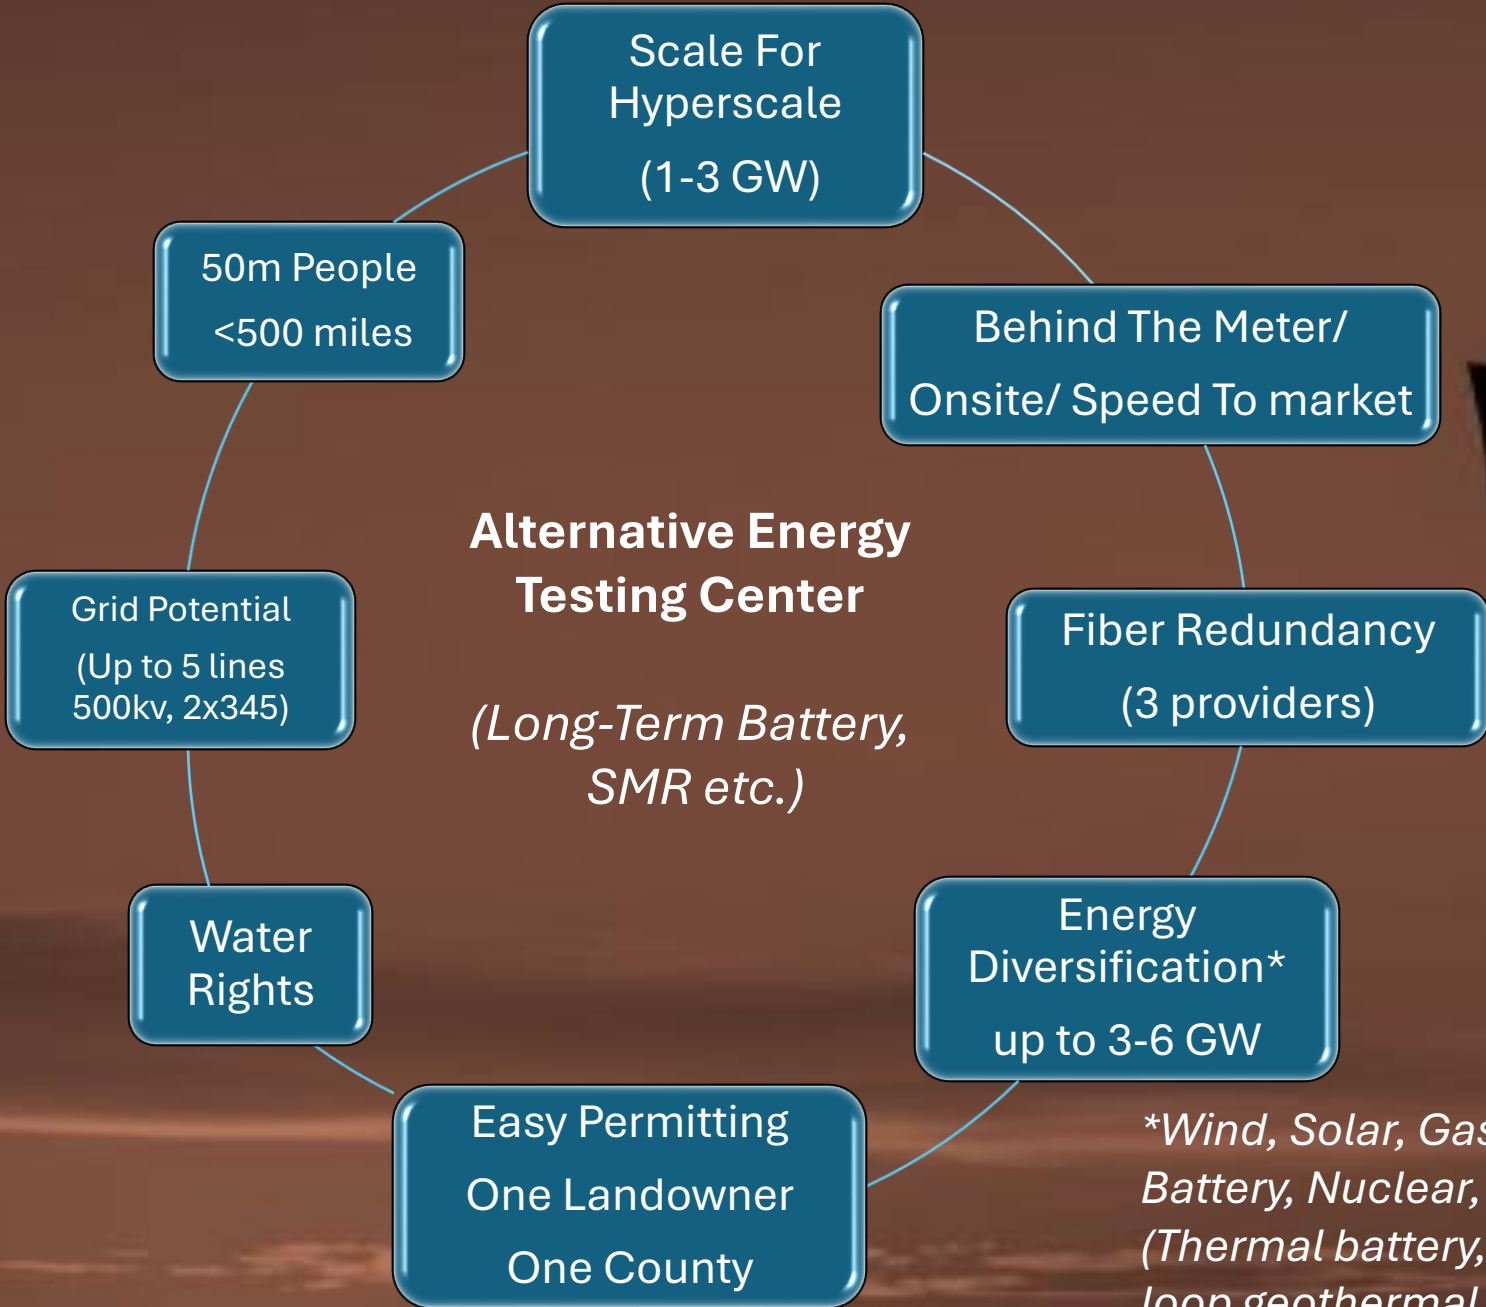 Scale For
Hyperscale
(1-3 GW)
50m People
<500 miles
Behind The Meter/
Onsite/ Speed To market
Alternative Energy
Testing Center
(Long-Term Battery,
SMR etc.)
Grid Potential
(Up to 5 lines
500kv, 2x345)
Fiber Redundancy
(3 providers)
Water
Rights
Energy
Diversification*
up to 3-6 GW
Easy Permitting
One Landowner
One County
*Wind, Solar, Gas
Battery, Nuclear,
(Thermal battery,
loop geothermal